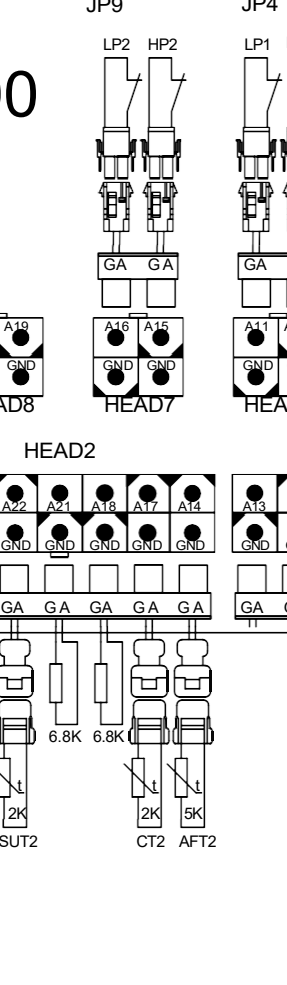 JP9 JP4
00
LP2 HP2 LP1
GA GA GA
A19 A16 A15 A11
GND GND GND GND
HEAD7
HEAD2
A22 A21 A18 A17 A14 A13
GND GND GND GND GND GND
GA GA GA GA GA GA
6.8K 6.8K
t t t
2K 2K 5K
SUT2 CT2 AFT2